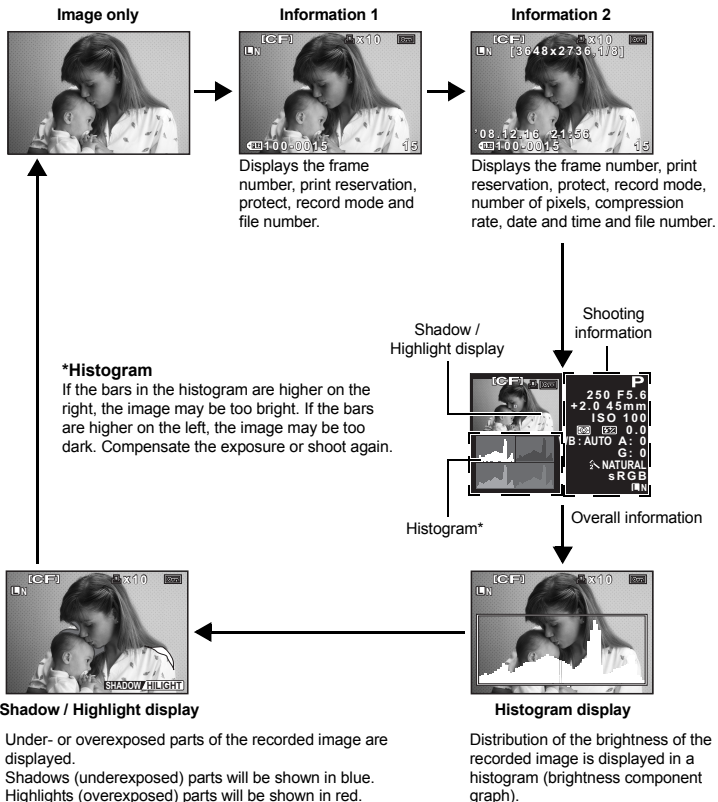 Image only
Information 1
Information 2
[CF] x10
LN
100-0015 15
[CF] x10
LN [3648x2736,1/8]
'08.12.16 21:56
100-0015 15
Displays the frame
number, print reservation,
protect, record mode and
file number.
Displays the frame number, print
reservation, protect, record mode,
number of pixels, compression
rate, date and time and file number.
Shadow /
Highlight display
Shooting
information
*Histogram
If the bars in the histogram are higher on the
right, the image may be too bright. If the bars
are higher on the left, the image may be too
dark. Compensate the exposure or shoot again.
[CF]
P
250 F5.6
+2.0 45mm
ISO 100
0.0
WB:AUTO A: 0
G: 0
NATURAL
sRGB
LN
Histogram*
Overall information
[CF] x10
LN
SHADOW/HILIGHT
[CF] x10
LN
Shadow / Highlight display
Histogram display
Under- or overexposed parts of the recorded image are
displayed.
Shadows (underexposed) parts will be shown in blue.
Highlights (overexposed) parts will be shown in red.
Distribution of the brightness of the
recorded image is displayed in a
histogram (brightness component
graph).